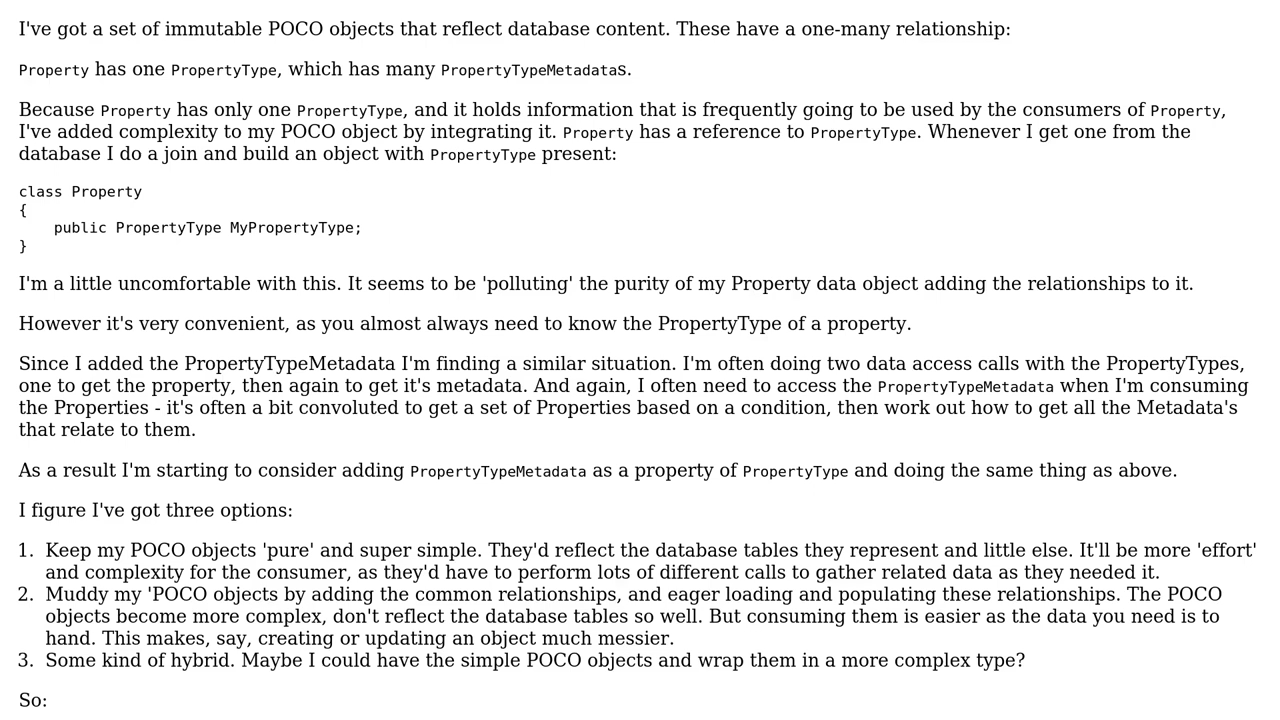 I've got a set of immutable POCO objects that reflect database content. These have a one-many relationship:
Property has one PropertyType, which has many PropertyTypeMetadatas.
Because Property has only one PropertyType, and it holds information that is frequently going to be used by the consumers of Property,
I've added complexity to my POCO object by integrating it. Property has a reference to PropertyType. Whenever I get one from the
database I do a join and build an object with PropertyType present:
class Property
{
    public PropertyType MyPropertyType;
}
I'm a little uncomfortable with this. It seems to be 'polluting' the purity of my Property data object adding the relationships to it.
However it's very convenient, as you almost always need to know the PropertyType of a property.
Since I added the PropertyTypeMetadata I'm finding a similar situation. I'm often doing two data access calls with the PropertyTypes,
one to get the property, then again to get it's metadata. And again, I often need to access the PropertyTypeMetadata when I'm consuming
the Properties - it's often a bit convoluted to get a set of Properties based on a condition, then work out how to get all the Metadata's
that relate to them.
As a result I'm starting to consider adding PropertyTypeMetadata as a property of PropertyType and doing the same thing as above.
I figure I've got three options:
1. Keep my POCO objects 'pure' and super simple. They'd reflect the database tables they represent and little else. It'll be more 'effort'
and complexity for the consumer, as they'd have to perform lots of different calls to gather related data as they needed it.
2. Muddy my 'POCO objects by adding the common relationships, and eager loading and populating these relationships. The POCO
objects become more complex, don't reflect the database tables so well. But consuming them is easier as the data you need is to
hand. This makes, say, creating or updating an object much messier.
3. Some kind of hybrid. Maybe I could have the simple POCO objects and wrap them in a more complex type?
So: